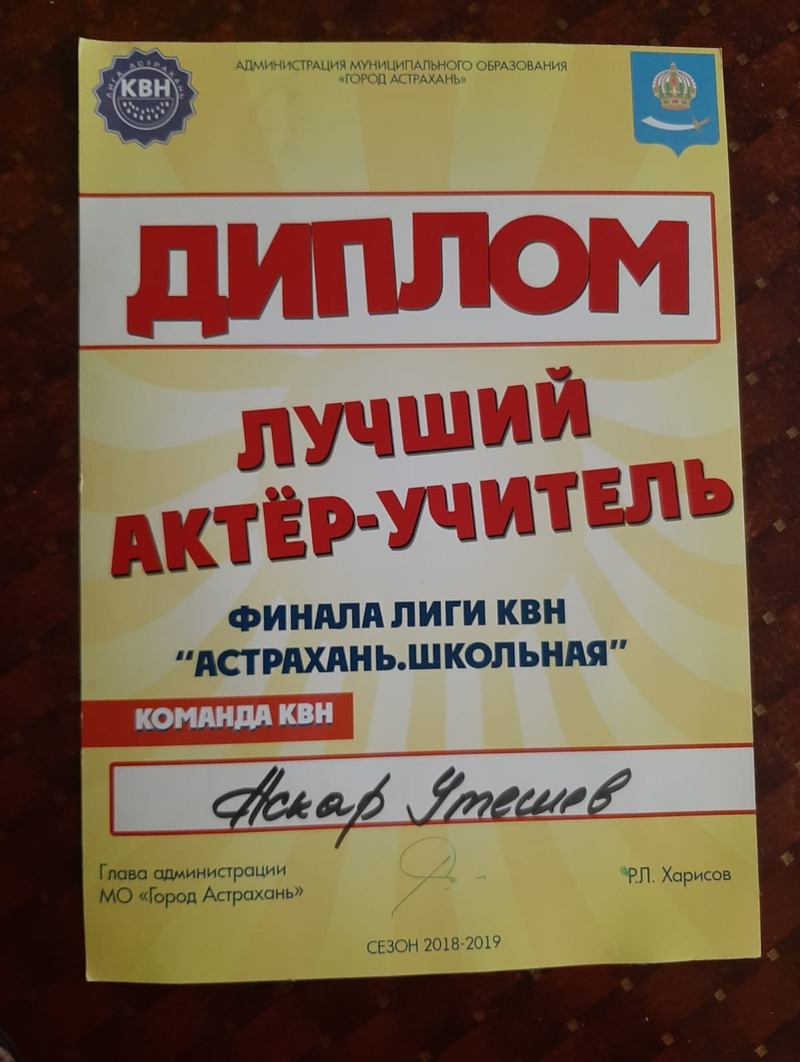 ЛИГА АСТРАХАНЬ
КВН
АДМИНИСТРАЦИЯ МУНИЦИПАЛЬНОГО ОБРАЗОВАНИЯ
«ГОРОД АСТРАХАНЬ»
ДИПЛОМ
ЛУЧШИЙ
АКТЁР-УЧИТЕЛЬ
ФИНАЛА ЛИГИ КВН
"АСТРАХАНЬ.ШКОЛЬНАЯ"
КОМАНДА КВН
Аскар Утешев
Глава администрации
МО «Город Астрахань»
Р.Л. Харисов
СЕЗОН 2018-2019